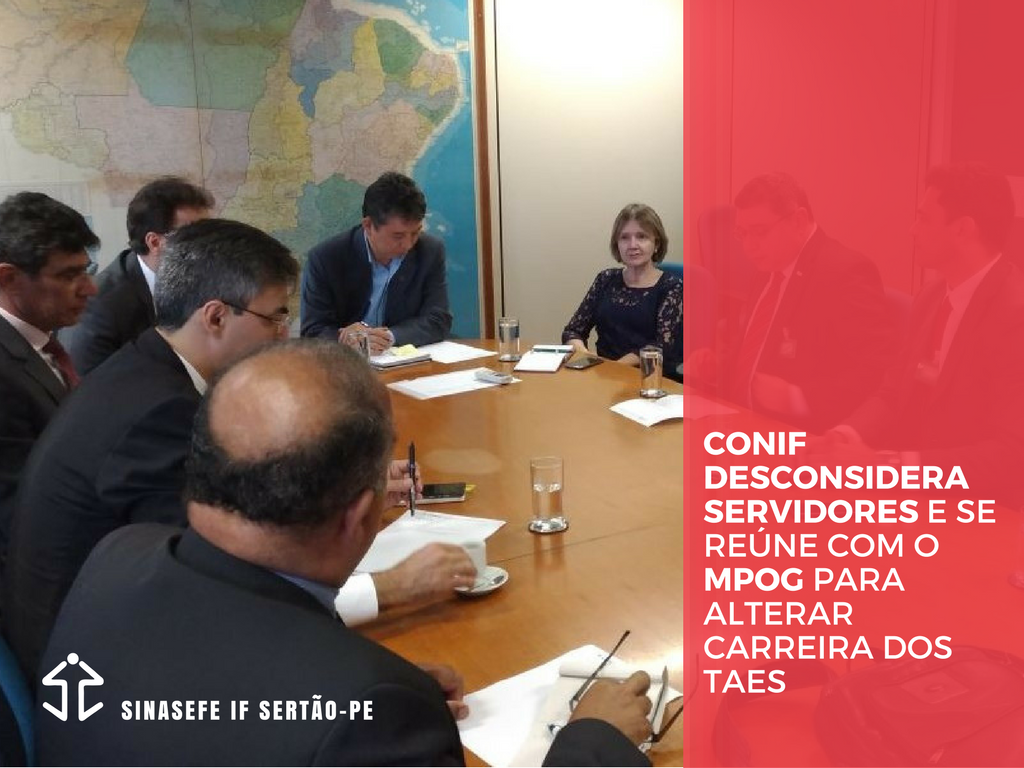 CONIF
DESCONSIDERA
SERVIDORES E SE
REÚNE COM O
MPOG PARA
ALTERAR
CARREIRA DOS
TAES
SINASEFE IF SERTÃO-PE